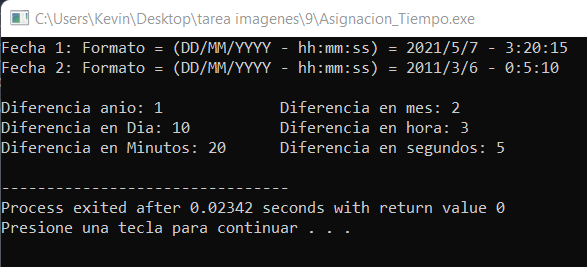 C:\Users\Kevin\Desktop\tarea imagenes\9\Asignacion_Tiempo.exe
Fecha 1: Formato = (DD/MM/YYYY - hh:mm:ss) = 2021/5/7 - 3:20:15
Fecha 2: Formato = (DD/MM/YYYY - hh:mm:ss) = 2011/3/6 - 0:5:10
Diferencia anio: 1 Diferencia en mes: 2
Diferencia en Dia: 10 Diferencia en hora: 3
Diferencia en Minutos: 20 Diferencia en segundos: 5
--------------------------------
Process exited after 0.02342 seconds with return value 0
Presione una tecla para continuar . . .